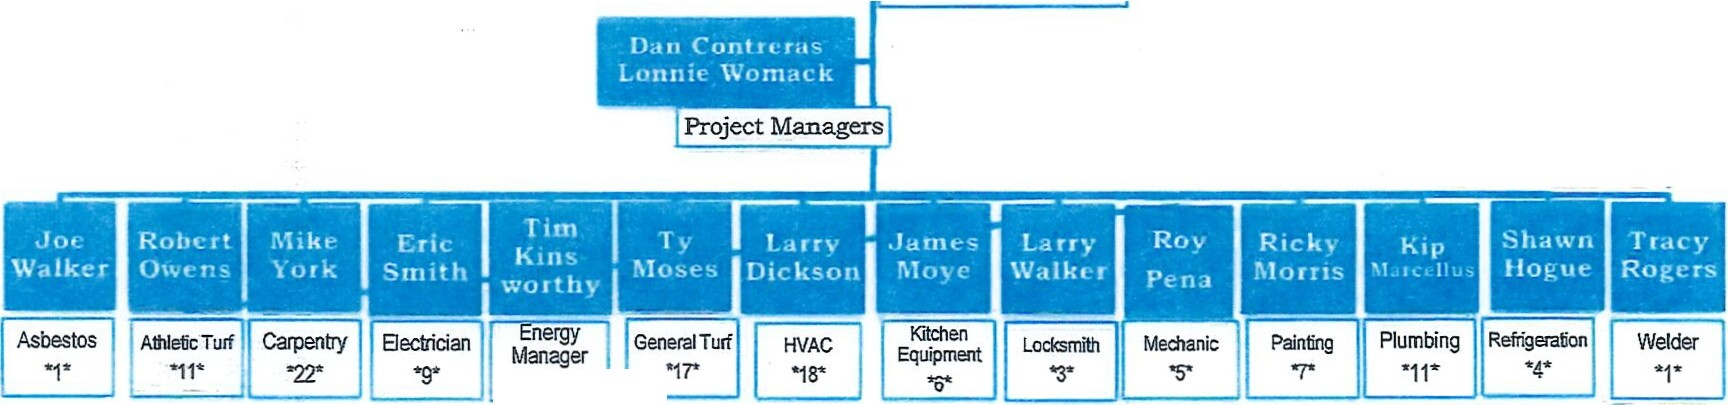 Dan Contreras
Lonnie Womack
Project Managers
Joe
Walker
Asbestos
*1*
Robert
Owens
Athletic Turf
*11*
Mike
York
Carpentry
*22*
Eric
Smith
Electrician
*9*
Tim
Kins
worthy
Energy
Manager
Ty
Moses
General Turf
*17*
Larry
Dickson
HVAC
*18*
James
Moye
Kitchen
Equipment
*6*
Larry
Walker
Locksmith
*3*
Roy
Pena
Mechanic
*5*
Ricky
Morris
Painting
*7*
Kip
Marcellus
Plumbing
*11*
Shawn
Hogue
Refrigeration
*4*
Tracy
Rogers
Welder
*1*